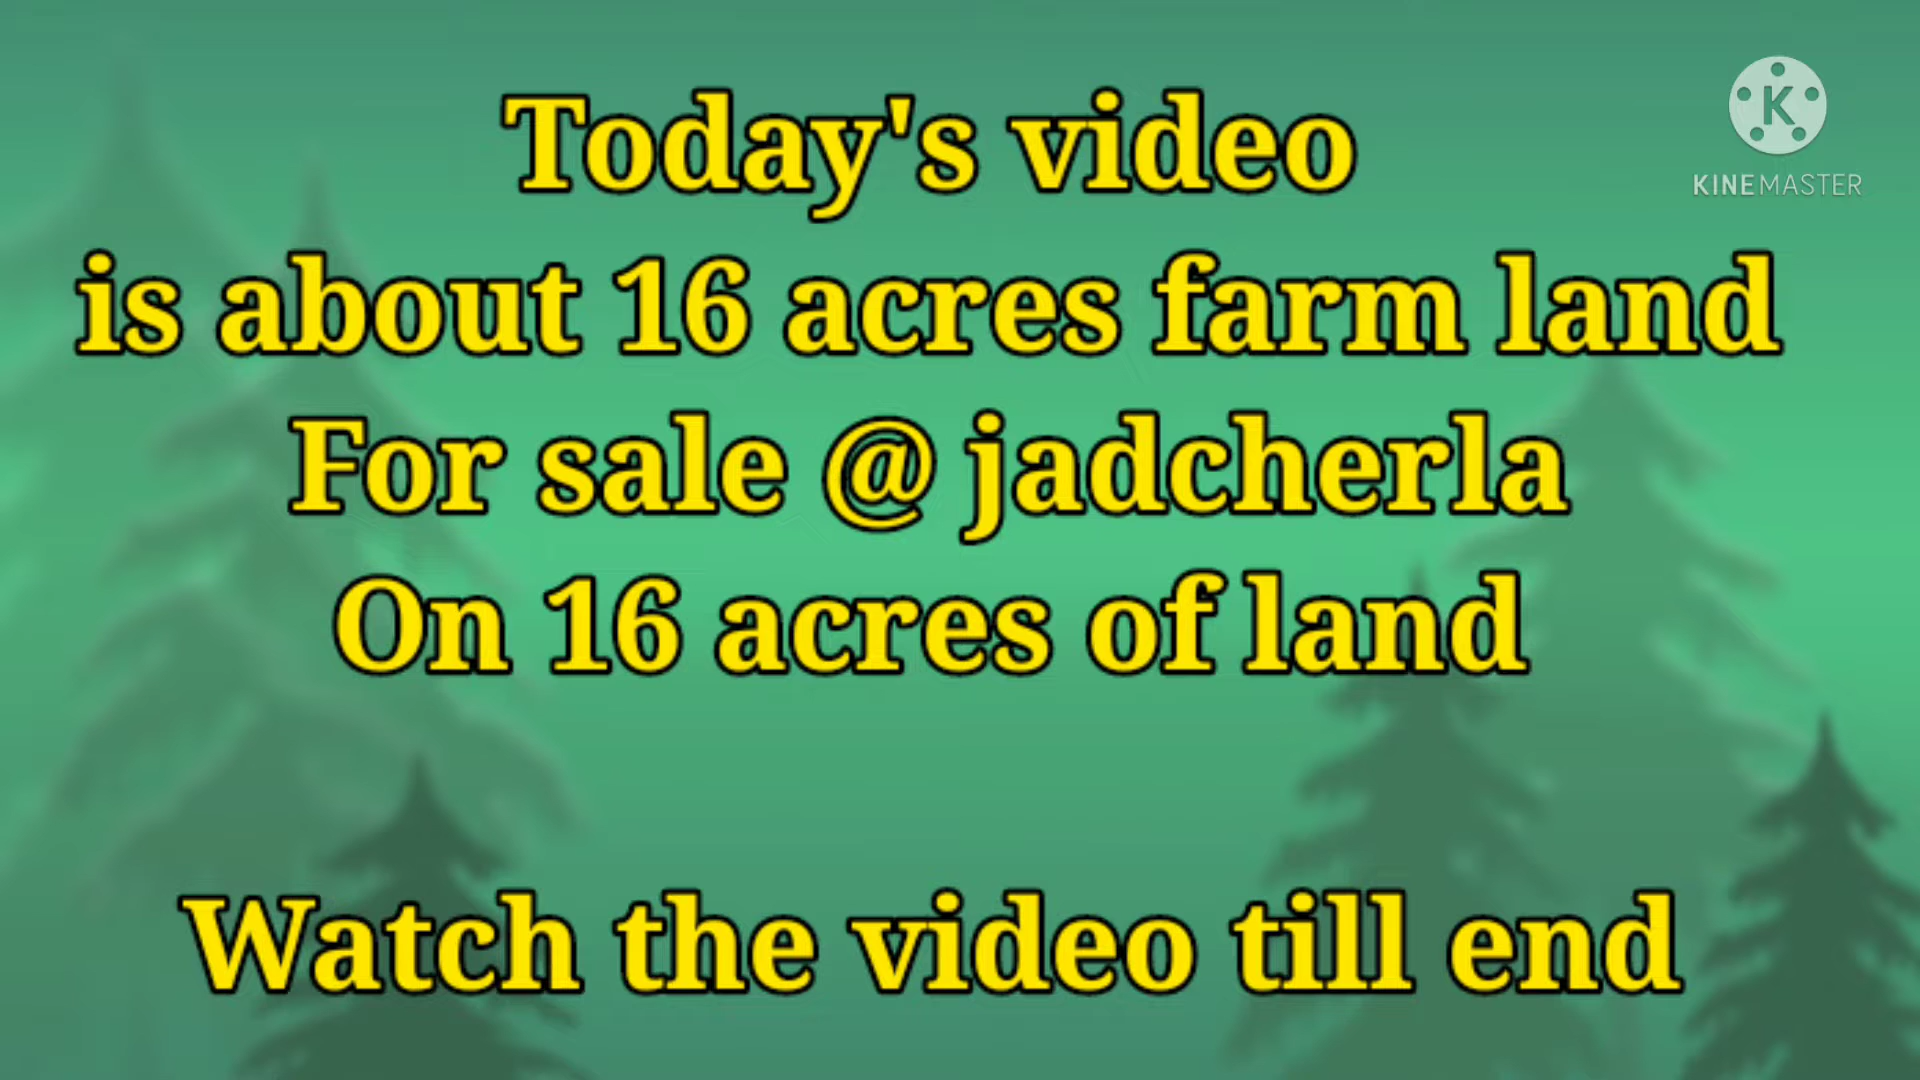 Today's video
is about 16 acres farm land
For sale @ jadcherla
On 16 acres of land
Watch the video till end
K
KINEMASTER